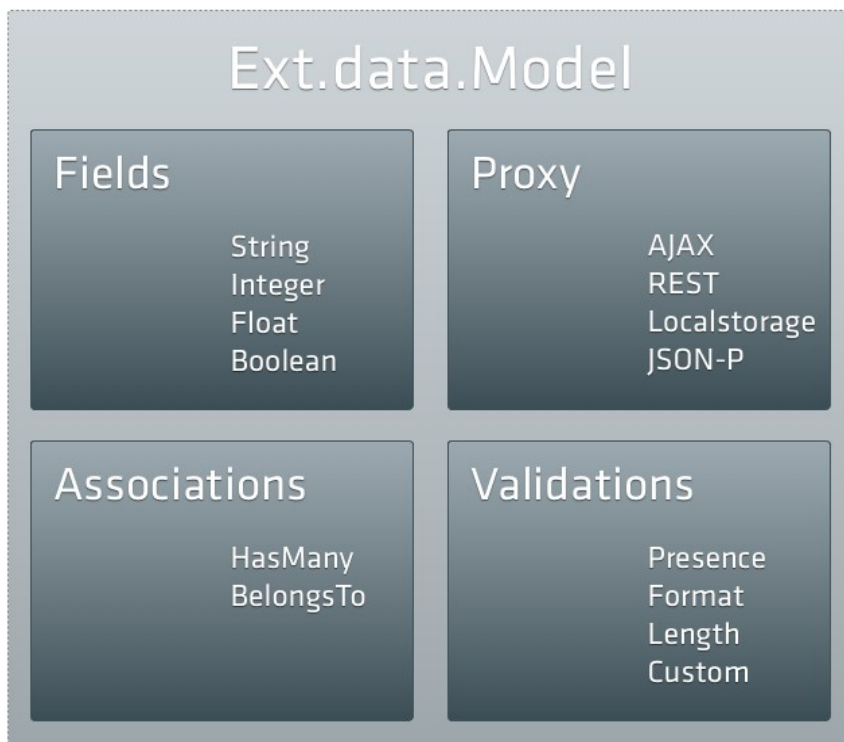 Ext.data.Model
Fields
String
Integer
Float
Boolean
Proxy
AJAX
REST
Localstorage
JSON-P
Associations
HasMany
BelongsTo
Validations
Presence
Format
Length
Custom